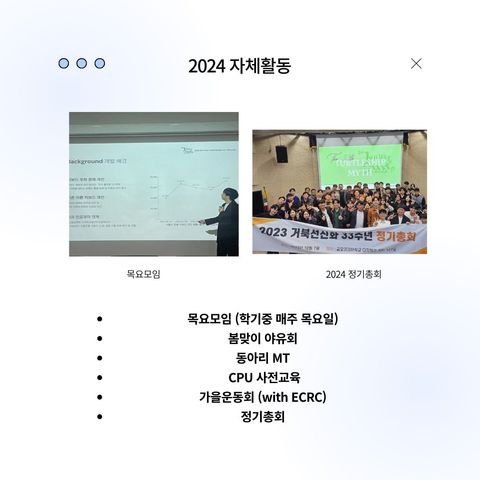 2024 자체활동
Background 개발 배경
TURTLESHIP
MYTH
2023 거북선신화 33주년 정기총회
목요모임
2024 정기총회
목요모임 (학기중 매주 목요일)
봄맞이 야유회
동아리 MT
CPU 사전교육
가을운동회 (with ECRC)
정기총회